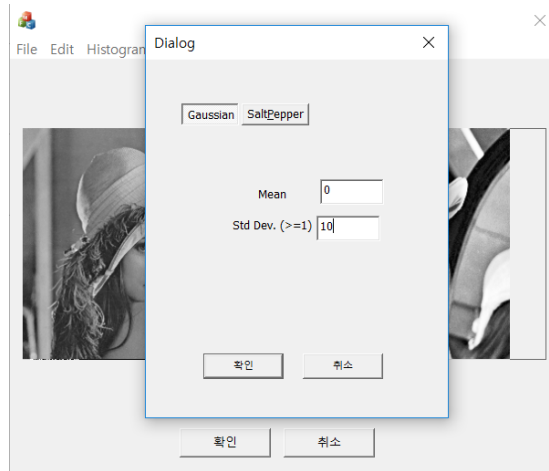 Dialog
File Edit Histogran
Gaussian SaltPepper
Mean 0
Std Dev. (>=1) 10
확인 취소
확인 취소